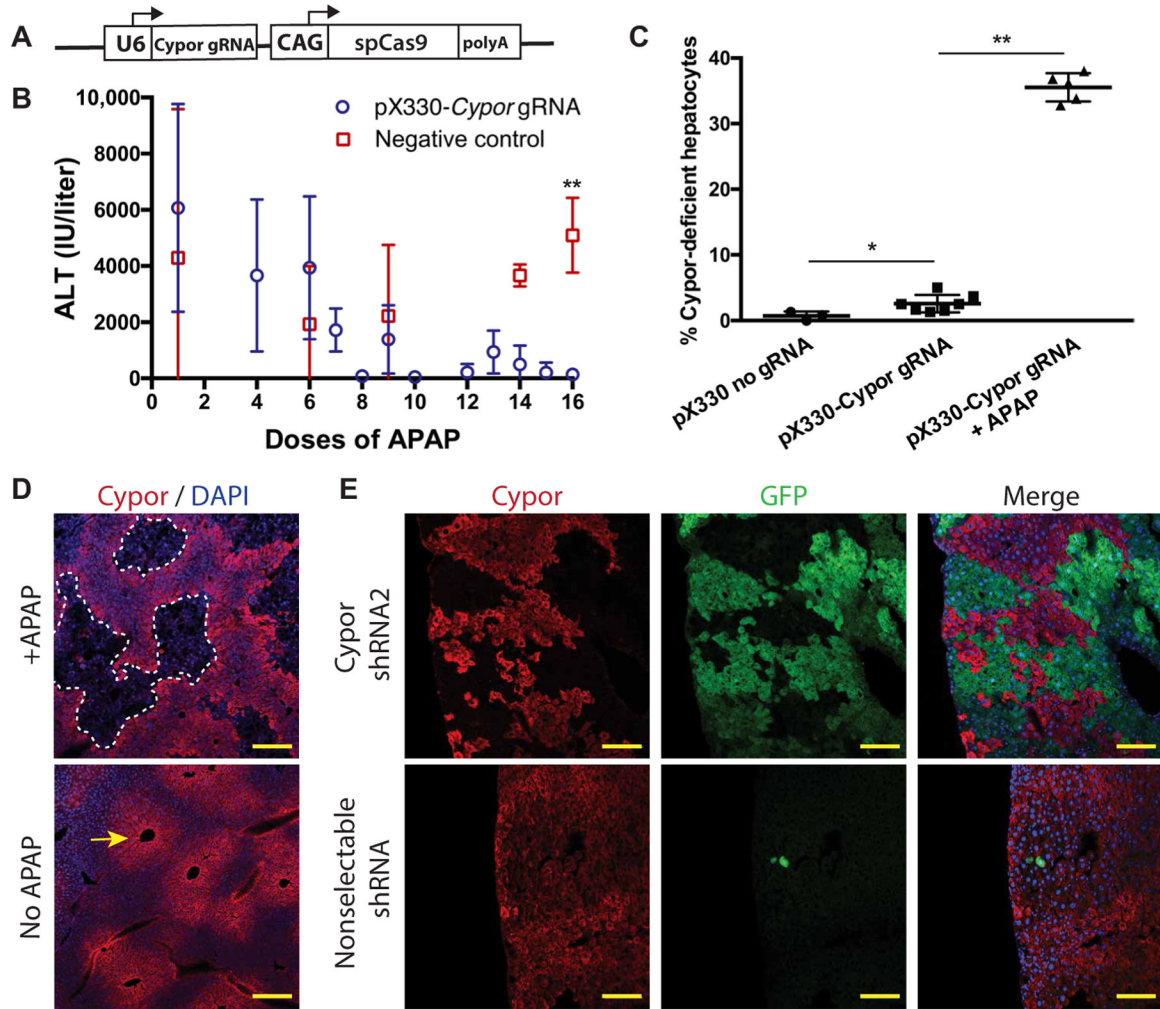 A
U6
Cypor gRNA
CAG
spCas9
polyA
B
10,000
8000
6000
4000
2000
0
ALT (IU/liter)
pX330-Cypor gRNA
Negative control
**
0
2
4
6
8
10
12
14
16
Doses of APAP
C
% Cypor-deficient hepatocytes
40
30
20
10
0
*
**
pX330 no gRNA
pX330-Cypor gRNA
pX330-Cypor gRNA
+ APAP
D
Cypor / DAPI
+APAP
No APAP
E
Cypor
GFP
Merge
Cypor
shRNA2
Nonselectable
shRNA